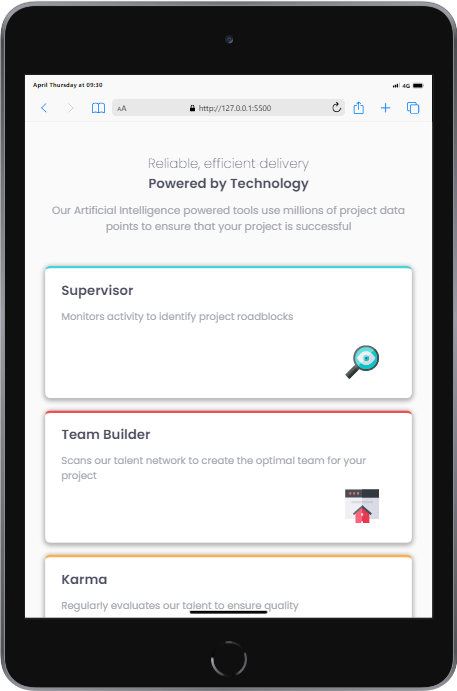 April Thursday at 09:30
4G
AA
http://127.0.0.1:5500
Reliable, efficient delivery
Powered by Technology
Our Artificial Intelligence powered tools use millions of project data
points to ensure that your project is successful
Supervisor
Monitors activity to identify project roadblocks
Team Builder
Scans our talent network to create the optimal team for your
project
Karma
Regularly evaluates our talent to ensure quality